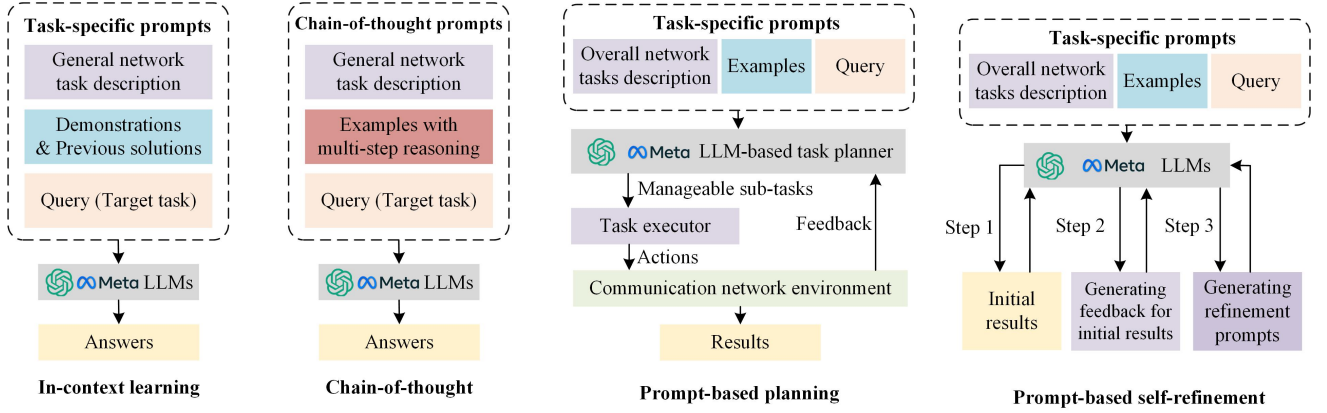 Task-specific prompts
General network
task description
Demonstrations
& Previous solutions
Query (Target task)
Meta LLMs
Answers
In-context learning
Chain-of-thought prompts
General network
task description
Examples with
multi-step reasoning
Query (Target task)
Meta LLMs
Answers
Chain-of-thought
Task-specific prompts
Overall network
tasks description
Examples
Query
Meta LLM-based task planner
Manageable sub-tasks
Task executor
Feedback
Actions
Communication network environment
Results
Prompt-based planning
Task-specific prompts
Overall network
tasks description
Examples
Query
Meta LLMs
Step 1
Step 2
Step 3
Initial
results
Generating
feedback for
initial results
Generating
refinement
prompts
Prompt-based self-refinement